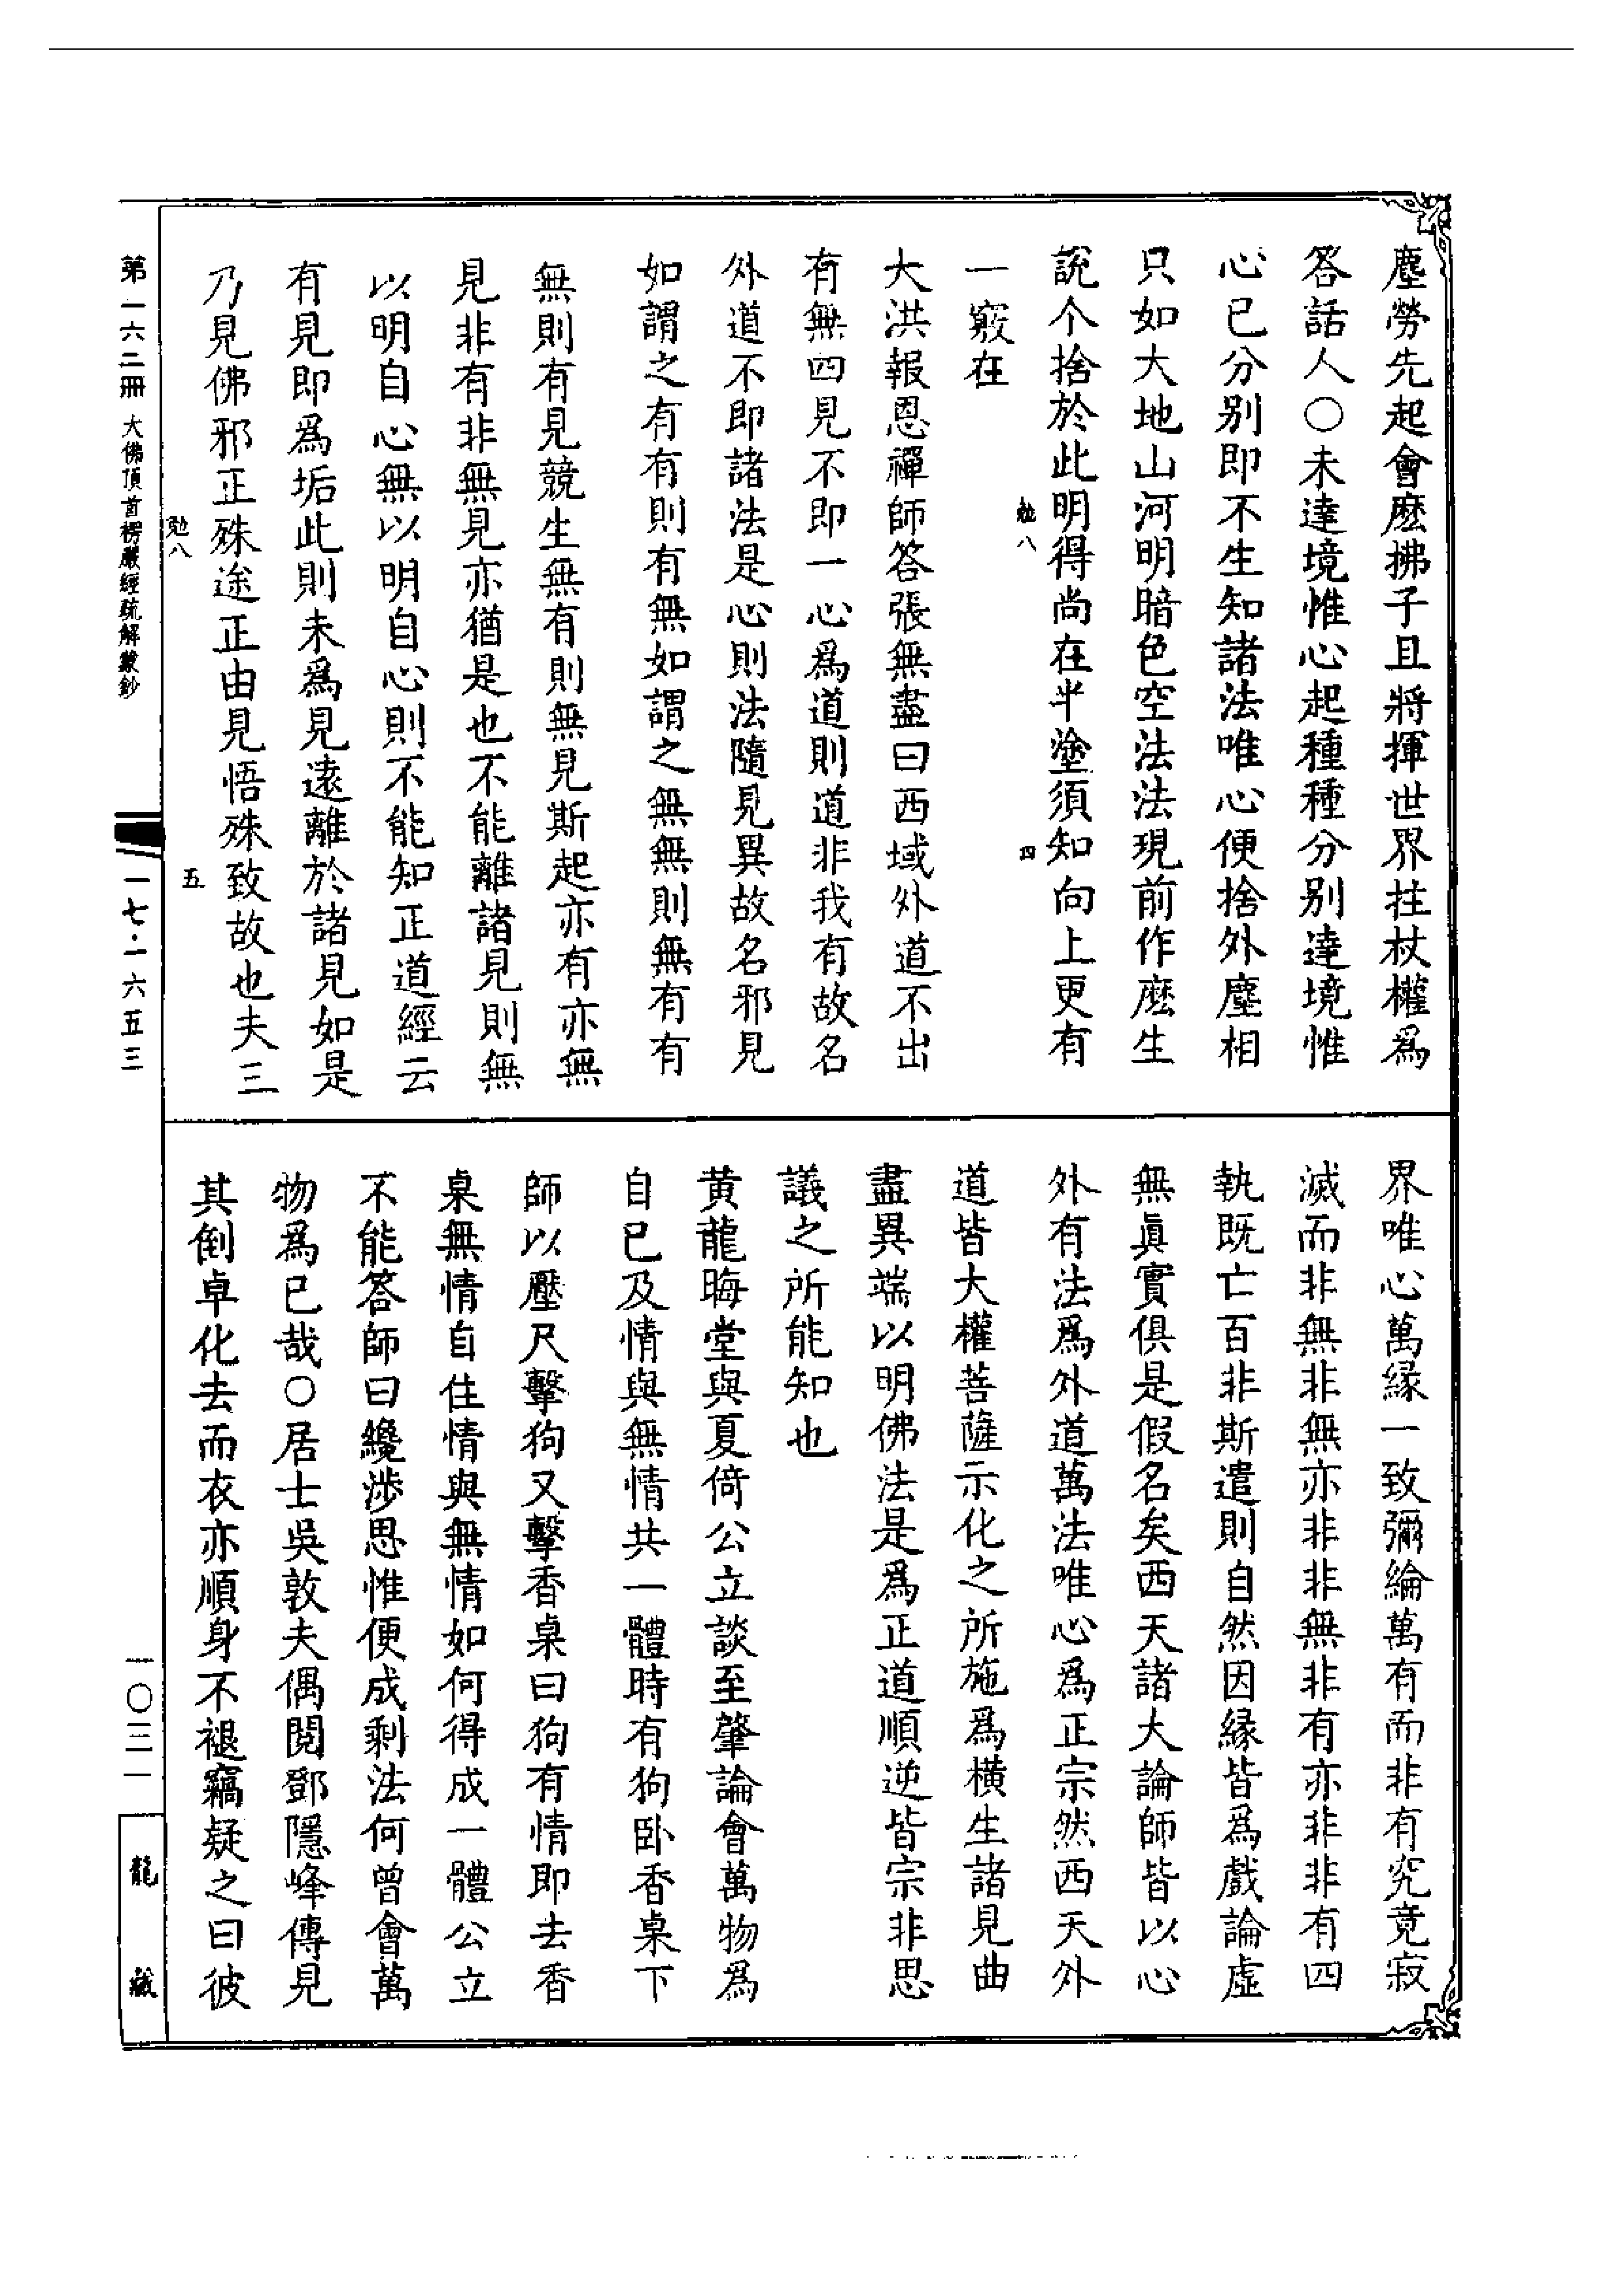 塵勞先起會麽拂子且將揮世界拄杖權爲
答話人〇未達境惟心起種種分別達境惟
心已分別即不生知諸法唯心便捨外塵相
只如大地山河明暗色空法法現前作麽生
說个捨於此明得尚在半塗須知向上更有
勉八 四
一竅在
大洪報恩禪師答張無盡曰西域外道不出
有無四見不即一心爲道則道非我有故名
外道不即諸法是心則法隨見異故名邪見
如謂之有有則有無如謂之無無則無有有
無則有見競生無有則無見斯起亦有亦無
見非有非無見亦猶是也不能離諸見則無
以明自心無以明自心則不能知正道經云
有見即爲垢此則未爲見遠離於諸見如是
乃見佛邪正殊途正由見悟殊致故也夫三
勉八 五
界唯心萬緣一致彌綸萬有而非有究竟寂
滅而非無非無亦非非無非有亦非非有四
執既亡百非斯遣則自然因緣皆爲戲論虛
無眞實俱是假名矣西天諸大論師皆以心
外有法爲外道萬法唯心爲正宗然西天外
道皆大權菩薩示化之所施爲橫生諸見曲
盡異端以明佛法是爲正道順逆皆宗非思
議之所能知也
黄龍晦堂與夏倚公立談至肇論會萬物爲
自己及情與無情共一體時有狗卧香桌下
師以壓尺擊狗又擊香桌曰狗有情即去香
桌無情自住情與無情如何得成一體公立
不能答師曰纔涉思惟便成剩法何曾會萬
物爲已哉〇居士吳敦夫偶閱鄧隱峰傳見
其倒卓化去而衣亦順身不褪竊疑之曰彼
第一六二冊 大佛頂首楞嚴經疏解蒙鈔
一七·一六五三
一〇三一
龍藏